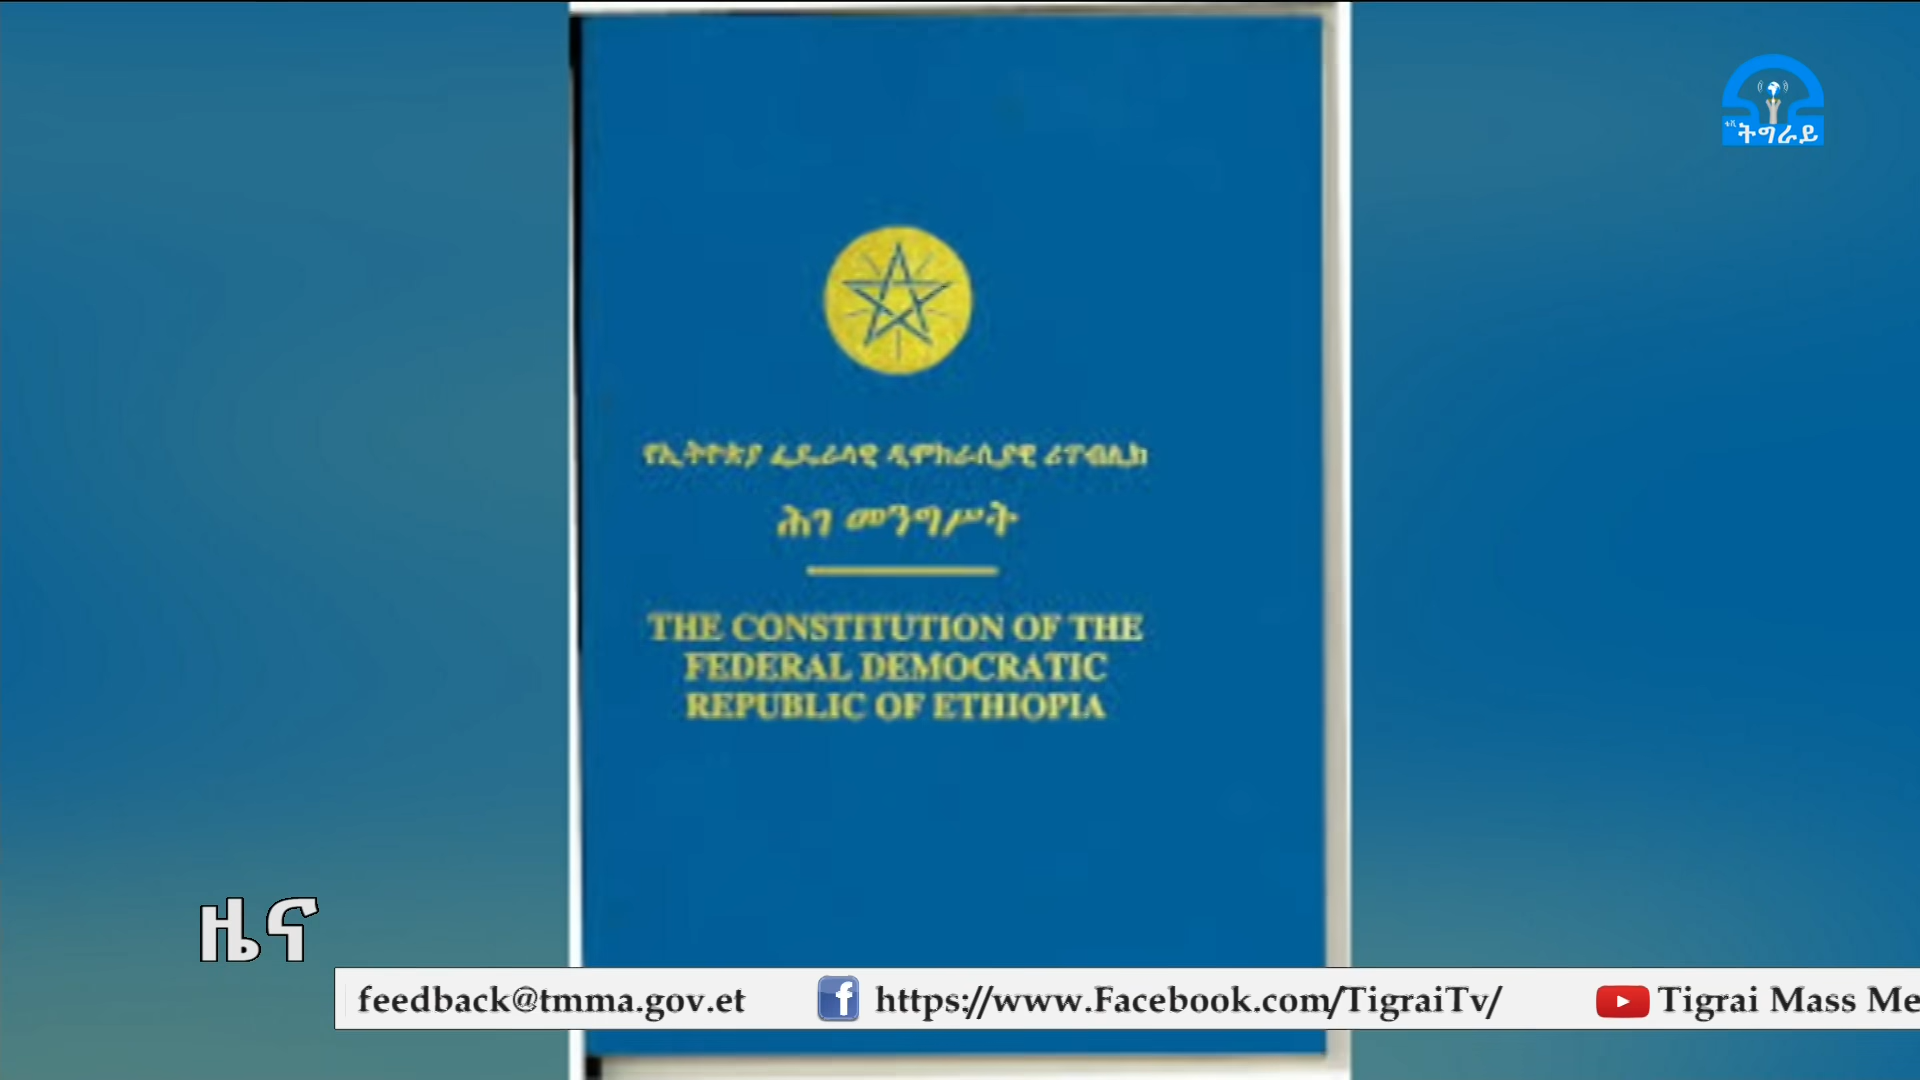 ቲቪ ትግራይ
የኢትዮጵያ ፌዴራላዊ ዲሞክራሲያዊ ሪፐብሊክ
ሕገ መንግሥት
THE CONSTITUTION OF THE
FEDERAL DEMOCRATIC
REPUBLIC OF ETHIOPIA
ዜና
feedback@tmma.gov.et https://www.Facebook.com/TigraiTv/ Tigrai Mass Me